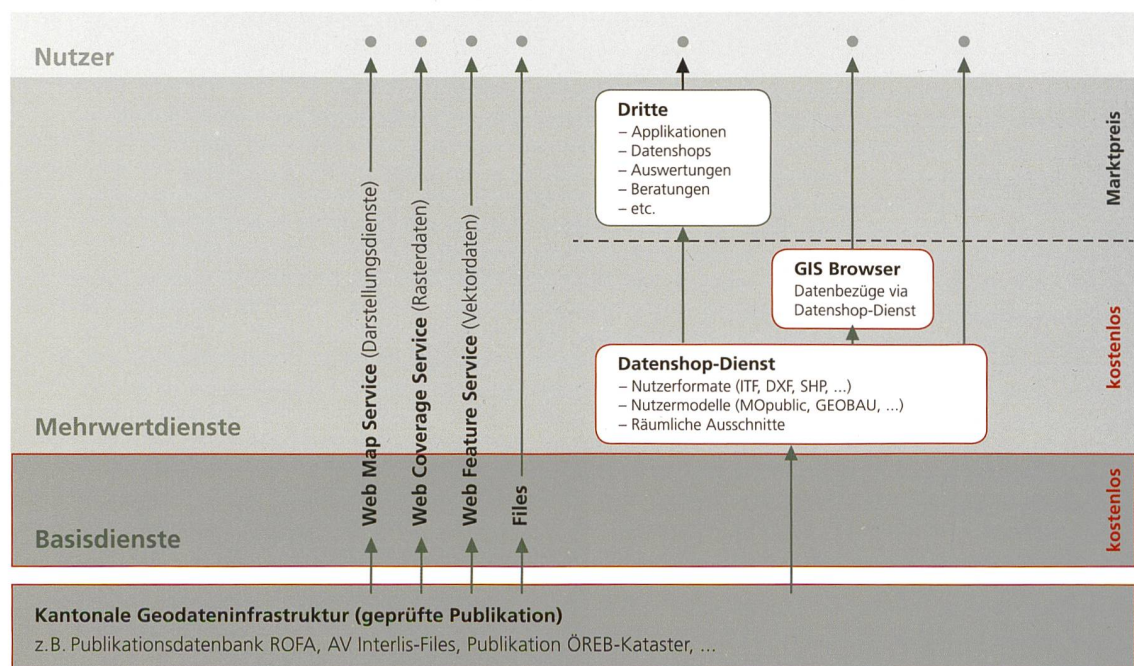 Nutzer
Dritte
– Applikationen
– Datenshops
– Auswertungen
– Beratungen
– etc.
Marktpreis
GIS Browser
Datenbezüge via
Datenshop-Dienst
kostenlos
Datenshop-Dienst
– Nutzerformate (ITF, DXF, SHP, ...)
– Nutzermodelle (MOpublic, GEOBAU, ...)
– Räumliche Ausschnitte
Mehrwertdienste
Web Map Service (Darstellungsdienste)
Web Coverage Service (Rasterdaten)
Web Feature Service (Vektordaten)
Files
Basisdienste
kostenlos
Kantonale Geodateninfrastruktur (geprüfte Publikation)
z.B. Publikationsdatenbank ROFA, AV Interlis-Files, Publikation ÖREB-Kataster, ...